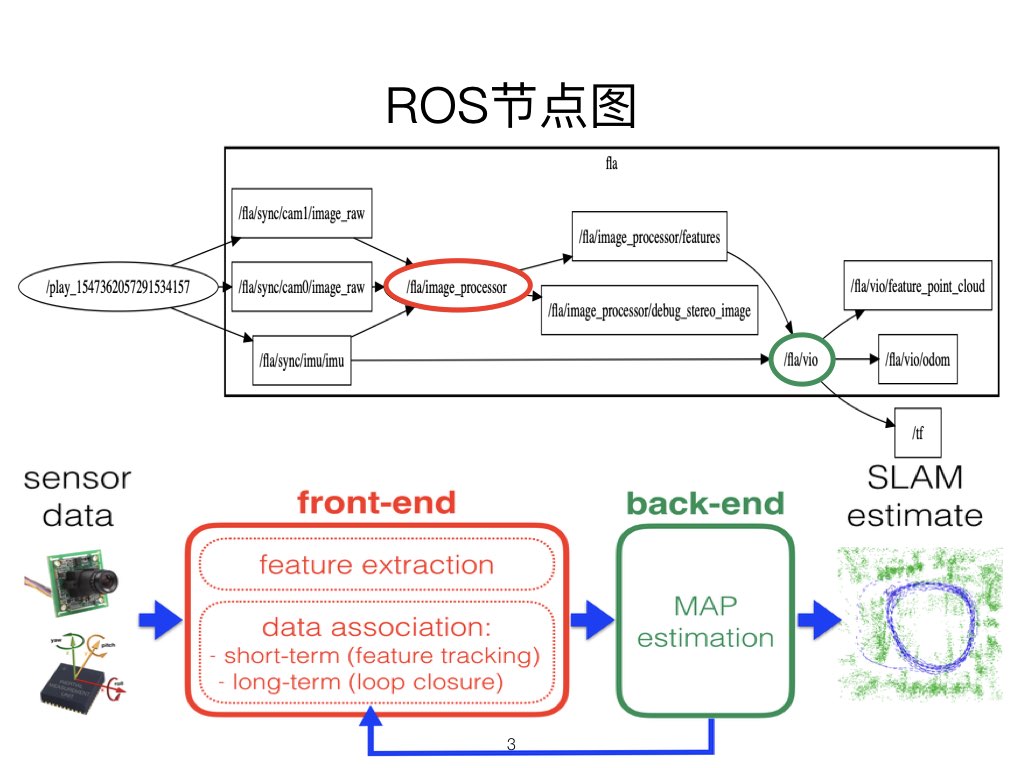 ROS节点图
fla
/fla/sync/cam1/image_raw
/fla/image_processor/features
/play_1547362057291534157
/fla/sync/cam0/image_raw
/fla/image_processor
/fla/vio/feature_point_cloud
/fla/image_processor/debug_stereo_image
/fla/sync/imu/imu
/fla/vio
/fla/vio/odom
/tf
sensor
data
front-end
feature extraction
data association:
- short-term (feature tracking)
- long-term (loop closure)
back-end
MAP
estimation
SLAM
estimate
yaw
pitch
roll
INERTIAL
MEASUREMENT
UNIT
3